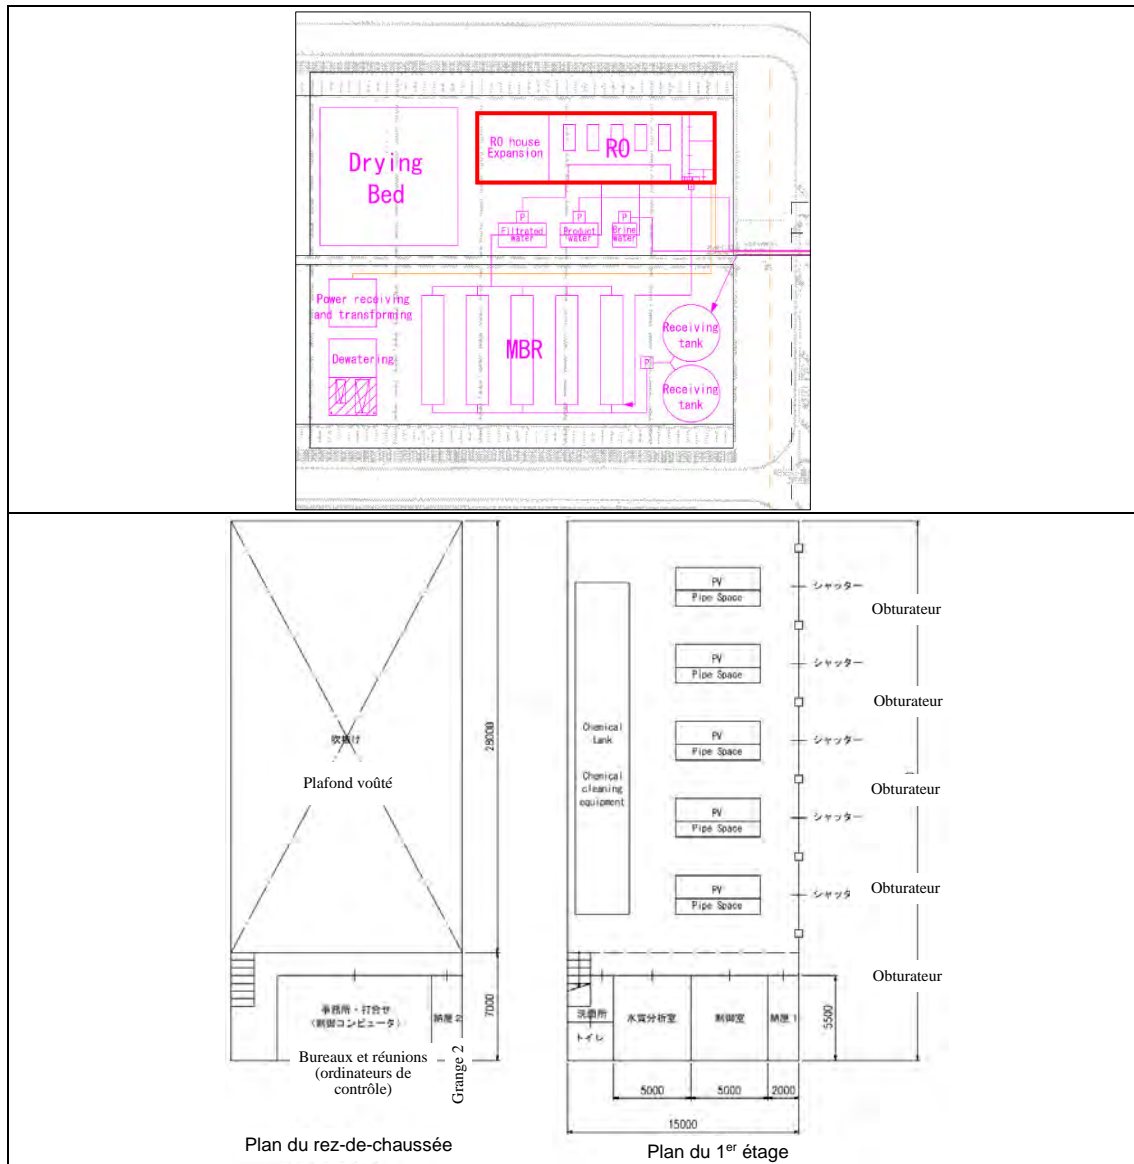 RO house
Expansion
RO
Drying
Bed
P
P
P
Filtrated
water
Product
water
Brine
water
Power receiving
and transforming
Dewatering
MBR
P
Receiving
tank
Receiving
tank
吹抜け
Plafond voûté
28000
7000
事務所・打合せ
(制御コンピュータ)
納屋 2
Bureaux et réunions
(ordinateurs de
contrôle)
Grange 2
Plan du rez-de-chaussée
PV
Pipe Space
シャッター
Obturateur
PV
Pipe Space
シャッター
Obturateur
Chemical
tank
Chemical
cleaning
equipment
PV
Pipe Space
シャッター
Obturateur
PV
Pipe Space
シャッター
Obturateur
PV
Pipe Space
シャッタ
Obturateur
洗面所
トイレ
水質分析室
制御室
納屋 1
5500
5000
5000
2000
15000
Plan du 1er étage